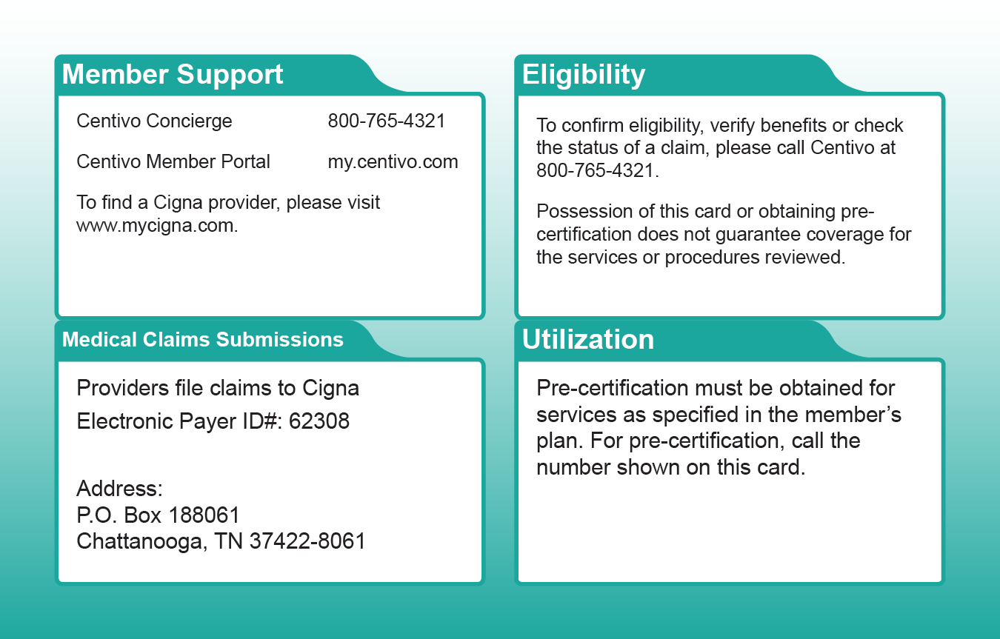 Member Support
Centivo Concierge 800-765-4321
Centivo Member Portal my.centivo.com
To find a Cigna provider, please visit
www.mycigna.com.
Eligibility
To confirm eligibility, verify benefits or check
the status of a claim, please call Centivo at
800-765-4321.
Possession of this card or obtaining pre-
certification does not guarantee coverage for
the services or procedures reviewed.
Medical Claims Submissions
Providers file claims to Cigna
Electronic Payer ID#: 62308
Address:
P.O. Box 188061
Chattanooga, TN 37422-8061
Utilization
Pre-certification must be obtained for
services as specified in the member’s
plan. For pre-certification, call the
number shown on this card.